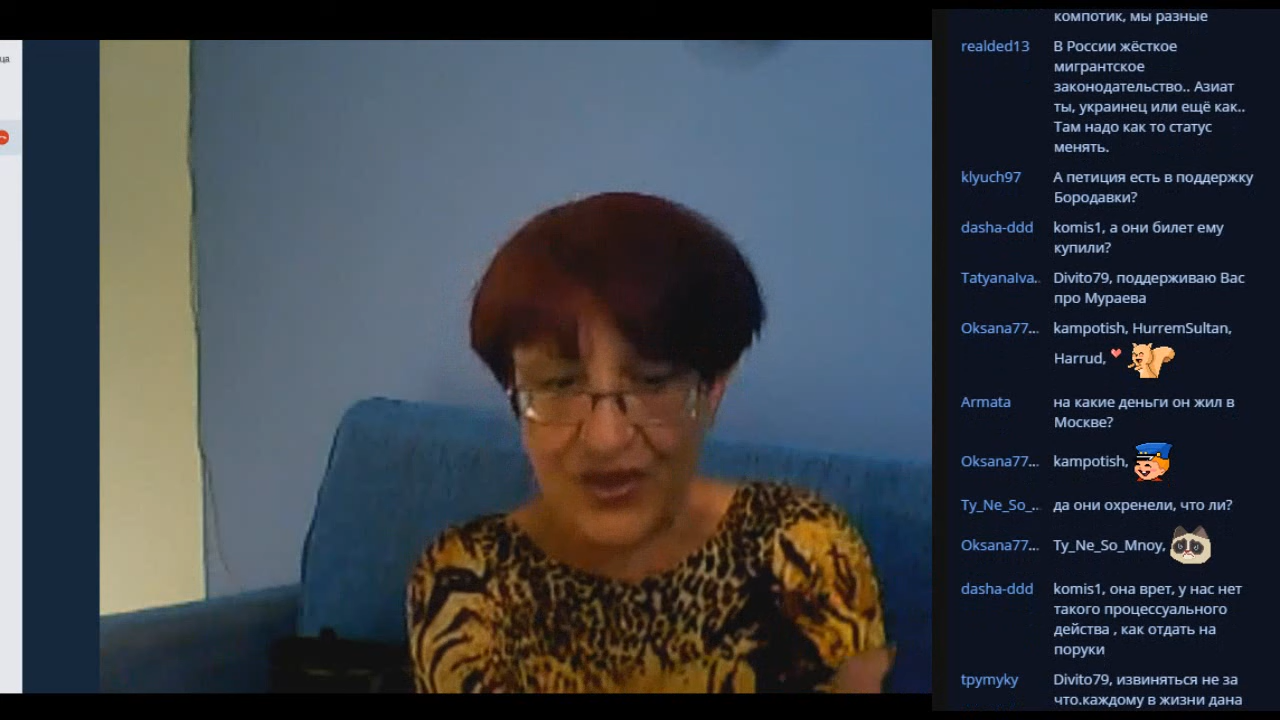 ца
компотик, мы разные
realded13 В России жёсткое
мигрантское
законодательство.. Азиат
ты, украинец или ещё как..
Там надо как то статус
менять.
klyuch97 А петиция есть в поддержку
Бородавки?
dasha-ddd komis1, а они билет ему
купили?
TatyanaIva.. Divito79, поддерживаю Вас
про Мураева
Oksana77... kampotish, HurremSultan,
Harrud,
Armata на какие деньги он жил в
Москве?
Oksana77... kampotish,
Ty_Ne_So_... да они охренели, что ли?
Oksana77... Ty_Ne_So_Mnoy,
dasha-ddd komis1, она врет, у нас нет
такого процессуального
действа , как отдать на
поруки
tpymyky Divito79, извиняться не за
что.каждому в жизни дана